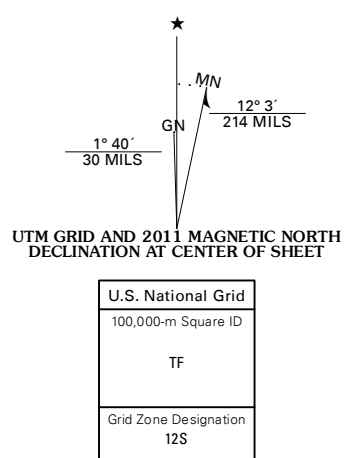 ★
MN
12° 3´
214 MILS
GN
1° 40´
30 MILS
UTM GRID AND 2011 MAGNETIC NORTH
DECLINATION AT CENTER OF SHEET
U.S. National Grid
100,000-m Square ID
TF
Grid Zone Designation
12S